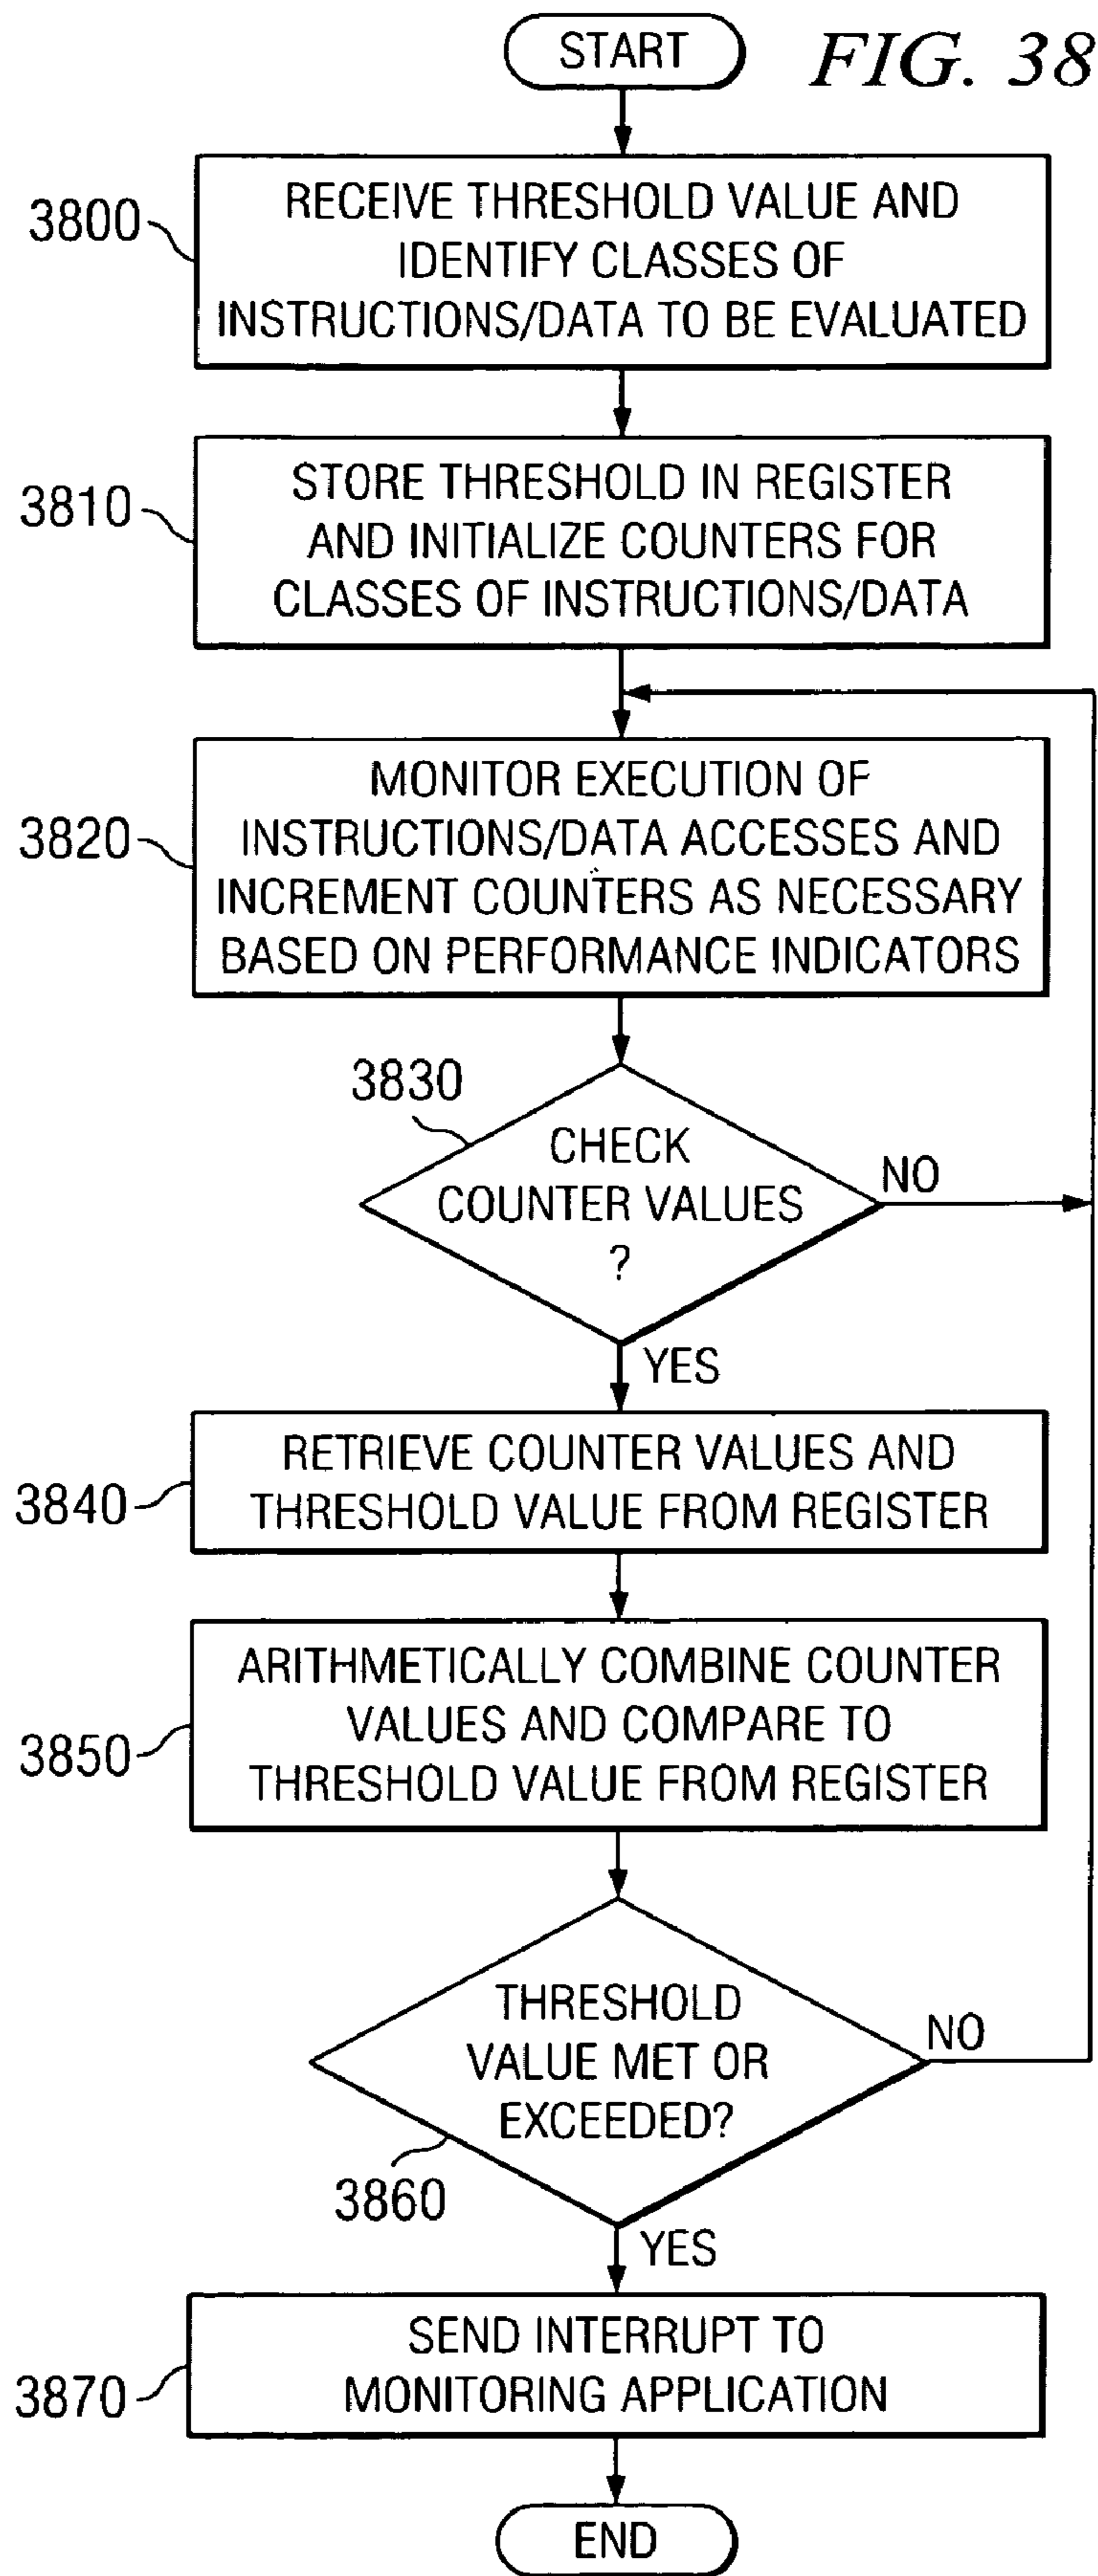 START
FIG. 38
3800
RECEIVE THRESHOLD VALUE AND
IDENTIFY CLASSES OF
INSTRUCTIONS/DATA TO BE EVALUATED
3810
STORE THRESHOLD IN REGISTER
AND INITIALIZE COUNTERS FOR
CLASSES OF INSTRUCTIONS/DATA
3820
MONITOR EXECUTION OF
INSTRUCTIONS/DATA ACCESSES AND
INCREMENT COUNTERS AS NECESSARY
BASED ON PERFORMANCE INDICATORS
3830
CHECK
COUNTER VALUES
?
NO
YES
3840
RETRIEVE COUNTER VALUES AND
THRESHOLD VALUE FROM REGISTER
3850
ARITHMETICALLY COMBINE COUNTER
VALUES AND COMPARE TO
THRESHOLD VALUE FROM REGISTER
THRESHOLD
VALUE MET OR
EXCEEDED?
NO
3860
YES
3870
SEND INTERRUPT TO
MONITORING APPLICATION
END